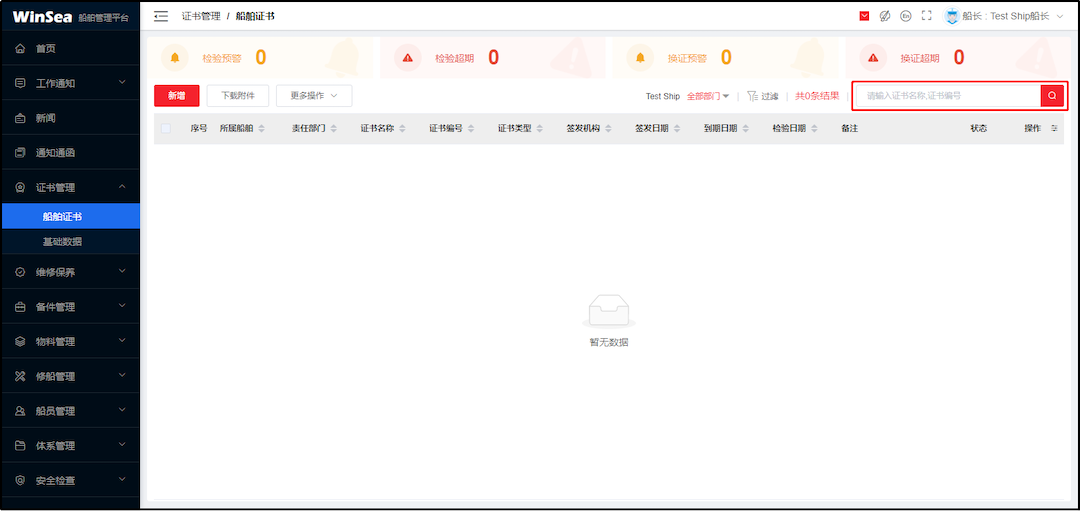 WinSea 船舶管理平台
证书管理 / 船舶证书
En
船长 : Test Ship船长
首页
工作通知
新闻
通知通函
证书管理
船舶证书
基础数据
维修保养
备件管理
物料管理
修船管理
船员管理
体系管理
安全检查
检验预警 0
检验超期 0
换证预警 0
换证超期 0
新增 下载附件 更多操作
Test Ship 全部部门 过滤 共0条结果 请输入证书名称,证书编号
序号 所属船舶 责任部门 证书名称 证书编号 证书类型 签发机构 签发日期 到期日期 检验日期 备注 状态 操作
暂无数据